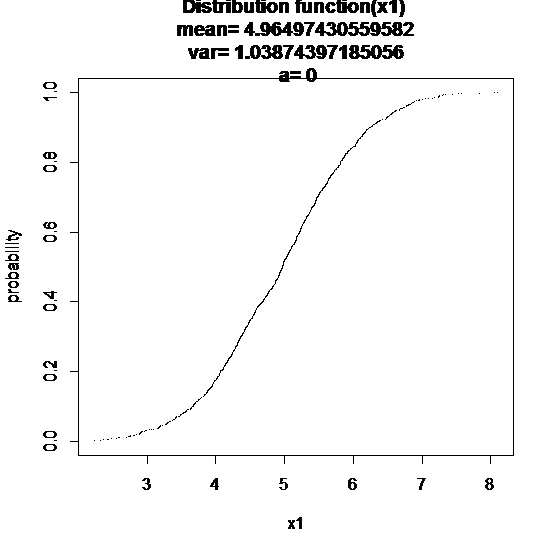 Distribution function(x1)
mean= 4.96497430559582
var= 1.03874397185056
a= 0
probability
1.0
0.8
0.6
0.4
0.2
0.0
3 4 5 6 7 8
x1